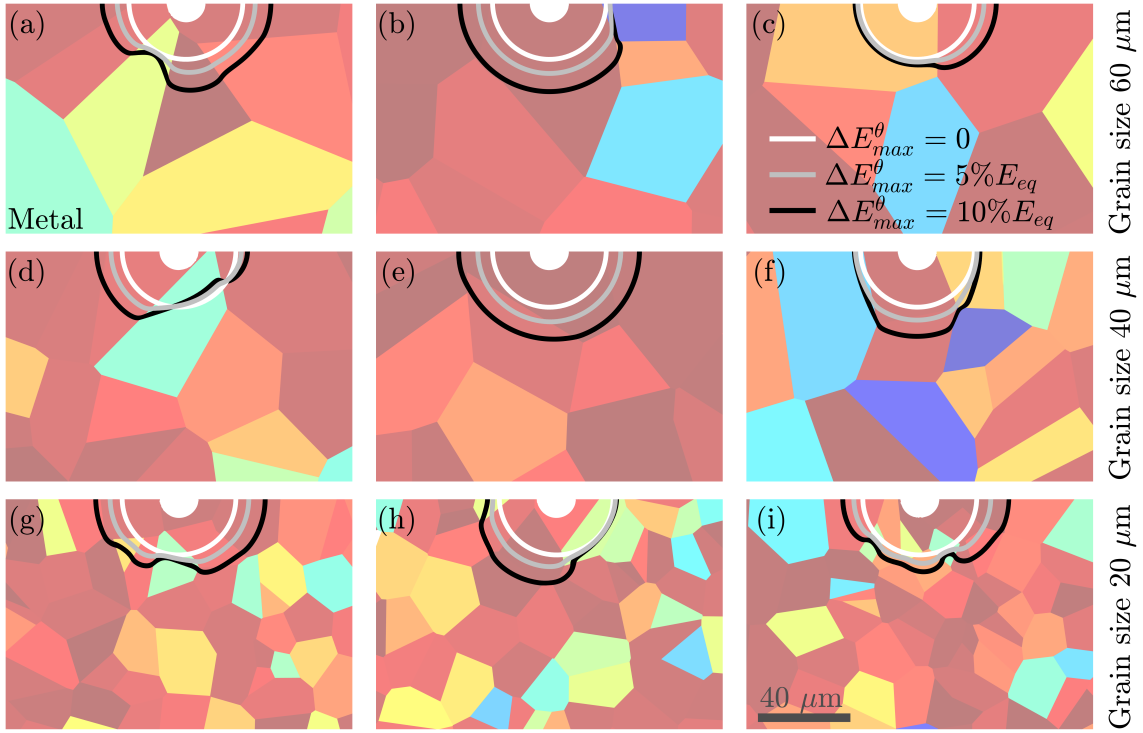 (a)
(b)
(c)
Metal
ΔE^θ_max = 0
ΔE^θ_max = 5%E_eq
ΔE^θ_max = 10%E_eq
Grain size 60 μm
(d)
(e)
(f)
Grain size 40 μm
(g)
(h)
(i)
40 μm
Grain size 20 μm